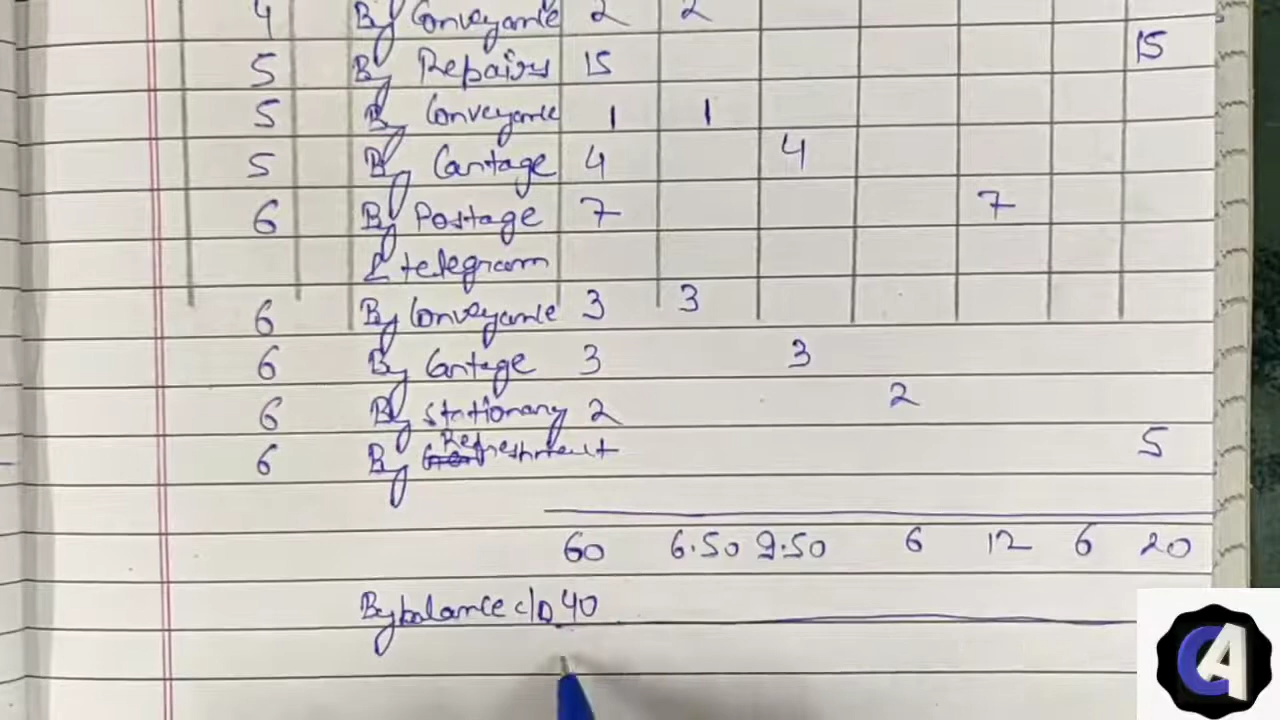 4 By Conveyance 2 2
5 By Repairs 15 15
5 By Conveyance 1 1
5 By Cartage 4 4
6 By Postage 7 7
& telegram
6 By Conveyance 3 3
6 By Cartage 3 3
6 By Stationary 2 2
6 By Refreshment 5
60 6.50 9.50 6 12 6 20
By balance c/D 40
CA